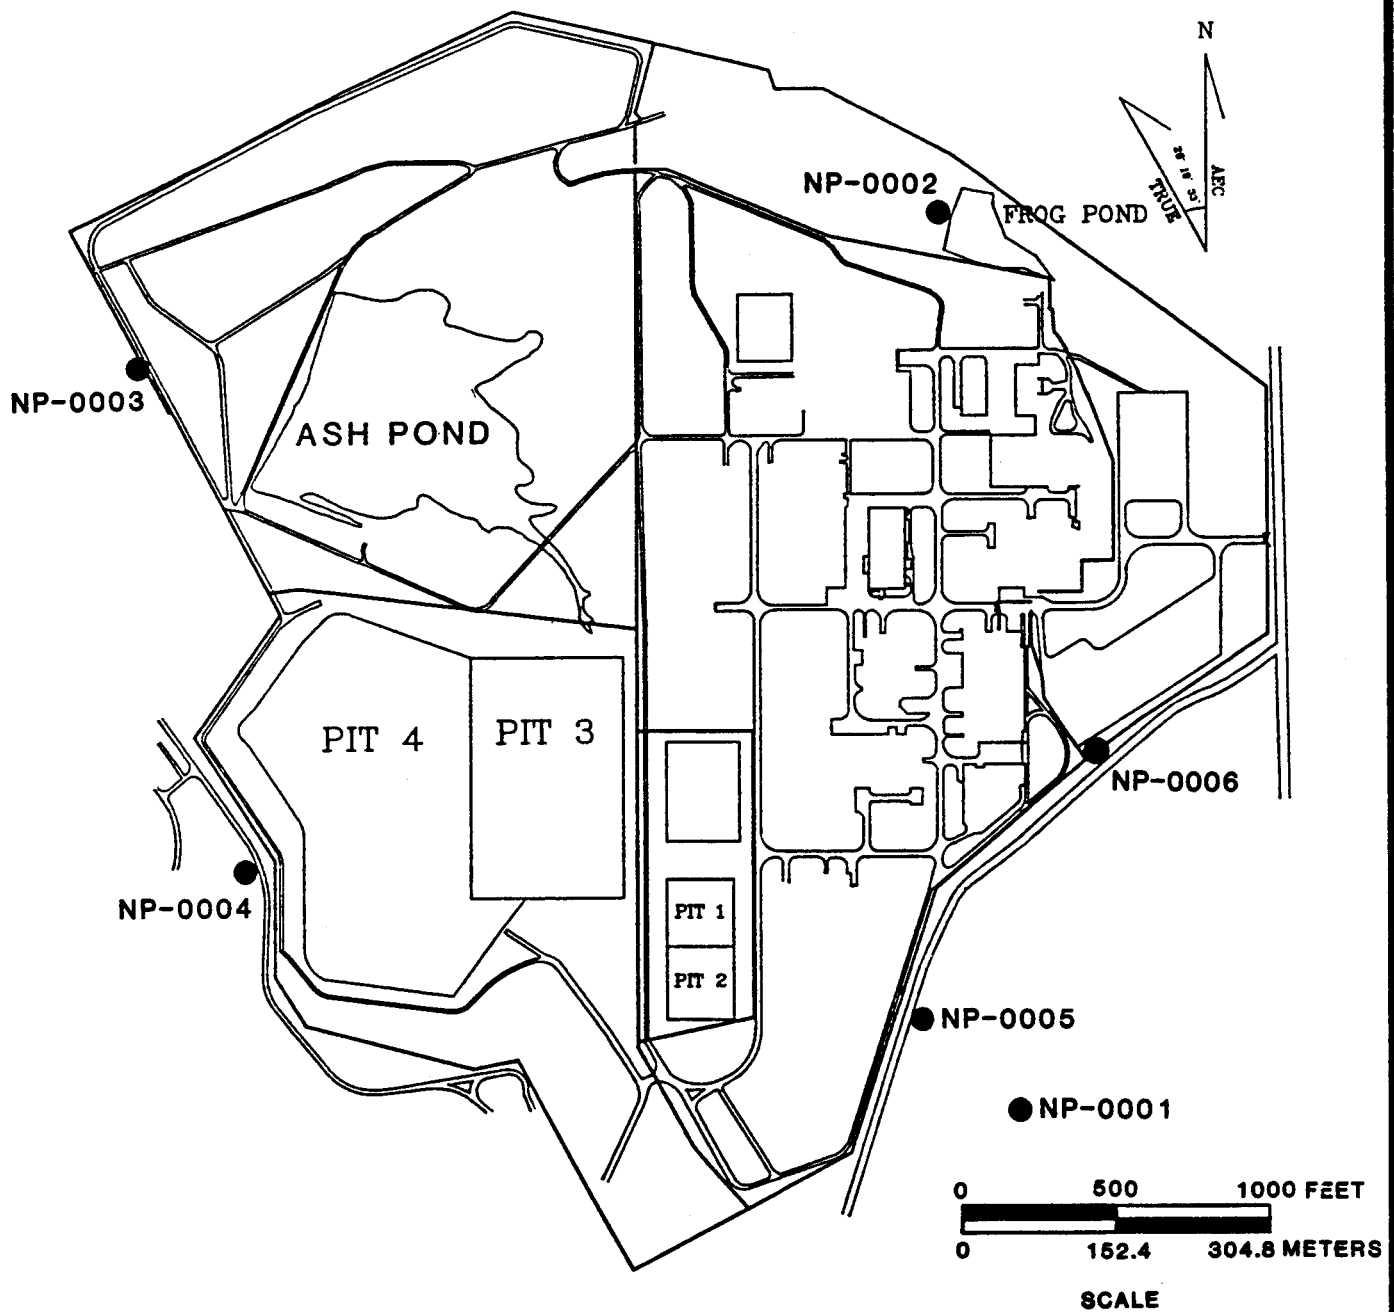 N
NP-0002
FROG POND
AEC
TRUE
NP-0003
ASH POND
PIT 4
PIT 3
NP-0006
NP-0004
PIT 1
PIT 2
NP-0005
NP-0001
0 500 1000 FEET
0 152.4 304.8 METERS
SCALE